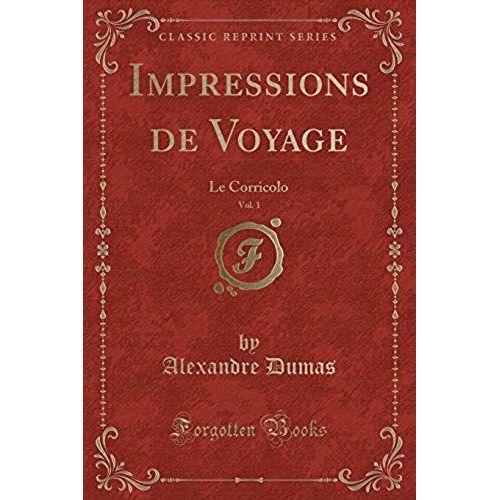 CLASSIC REPRINT SERIES
IMPRESSIONS
DE VOYAGE
Le Corricolo
Vol. 1
F
by
Alexandre Dumas
Forgotten Books